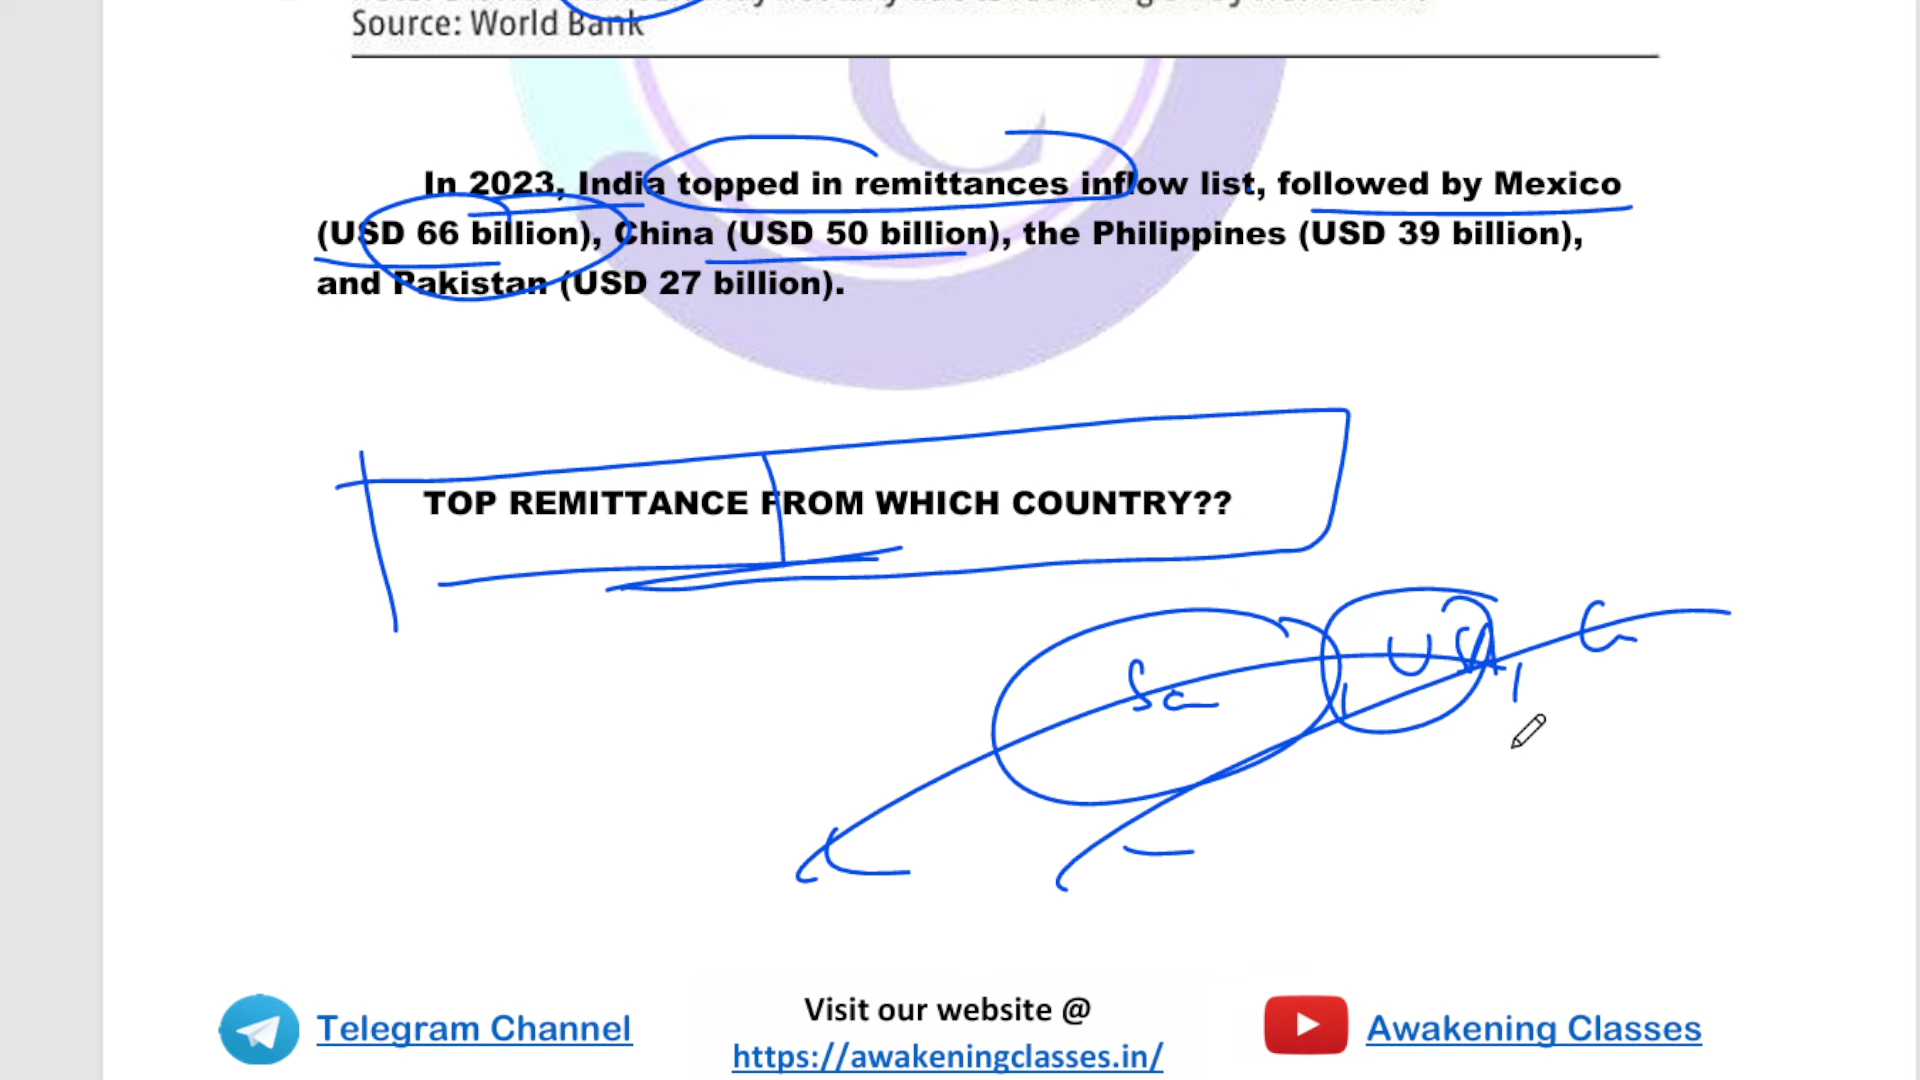 Source: World Bank
In 2023, India topped in remittances inflow list, followed by Mexico
(USD 66 billion), China (USD 50 billion), the Philippines (USD 39 billion),
and Pakistan (USD 27 billion).
TOP REMITTANCE FROM WHICH COUNTRY??
USA,
Telegram Channel
Visit our website @
https://awakeningclasses.in/
Awakening Classes